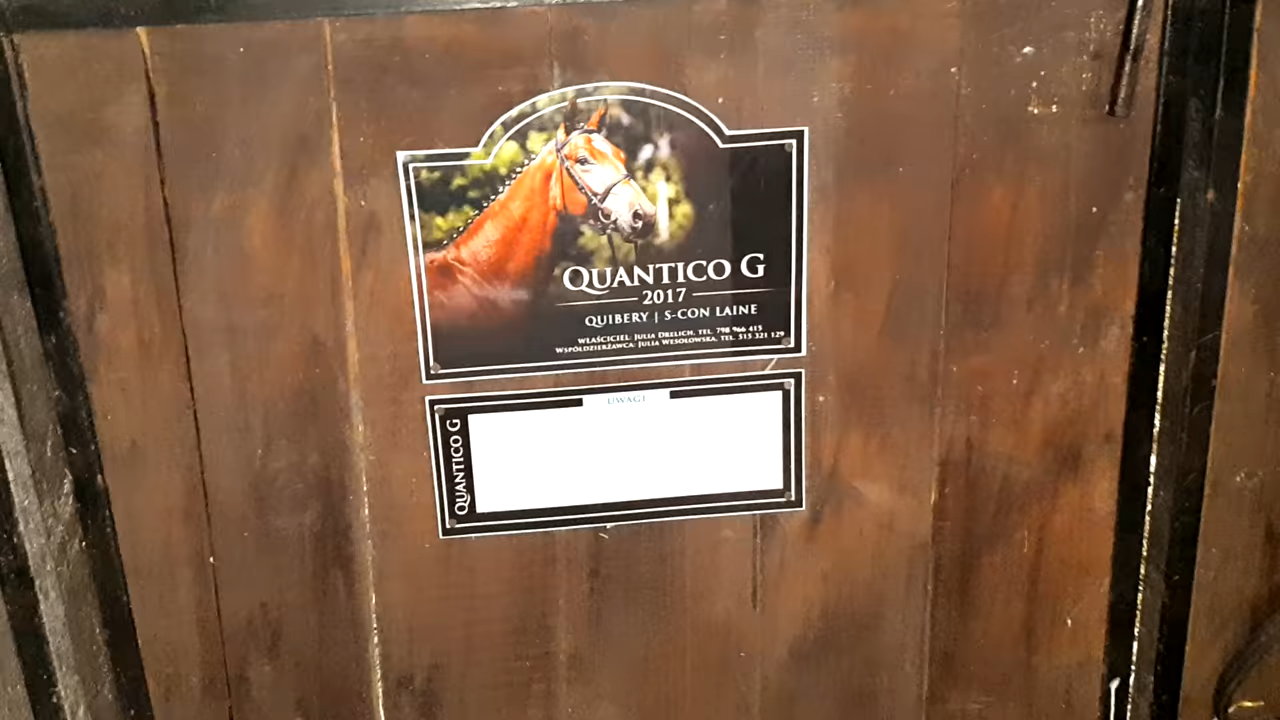 QUANTICO G
2017
QUIBERY | S-CON LAINE
WŁAŚCICIEL: JULIA DRELICH, TEL. 798 966 415
WSPÓŁDZIERŻAWCA: JULIA WESOŁOWSKA, TEL. 515 321 129
UWAGI
QUANTICO G